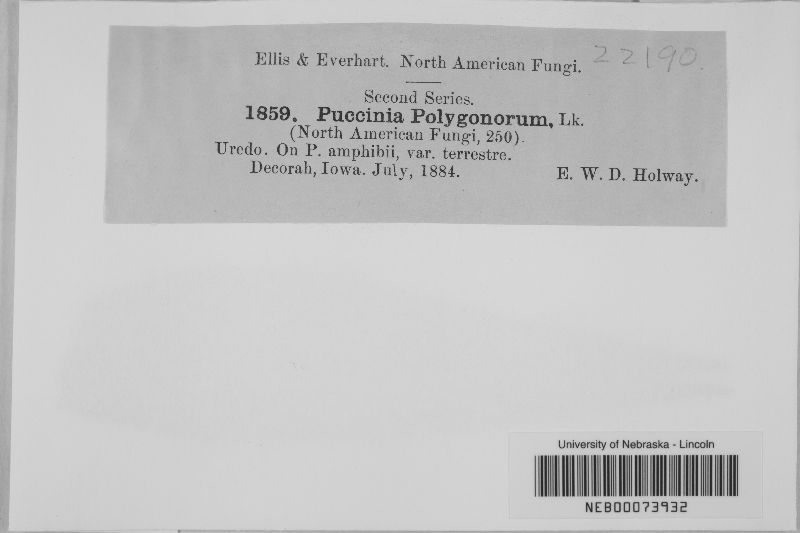 Ellis & Everhart. North American Fungi. 22190.
Second Series.
1859. Puccinia Polygonorum, Lk.
(North American Fungi, 250).
Uredo. On P. amphibii, var. terrestre.
Decorah, Iowa. July, 1884. E. W. D. Holway.
University of Nebraska - Lincoln
NEB00073932